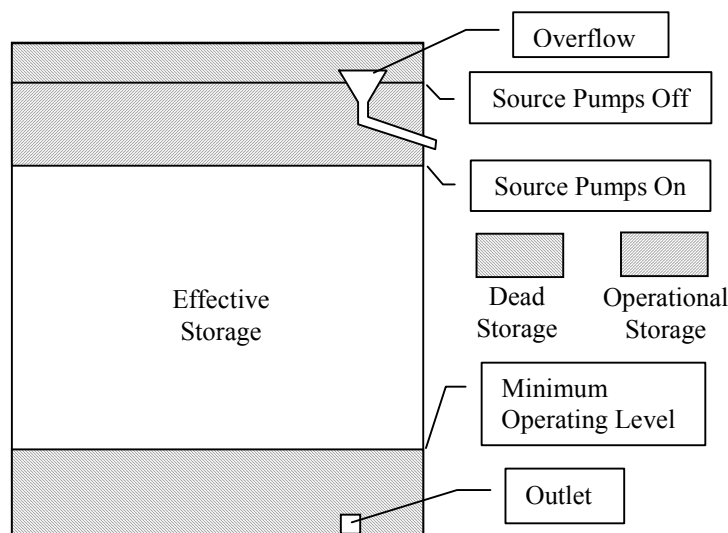 Overflow
Source Pumps Off
Source Pumps On
Effective
Storage
Dead
Storage
Operational
Storage
Minimum
Operating Level
Outlet